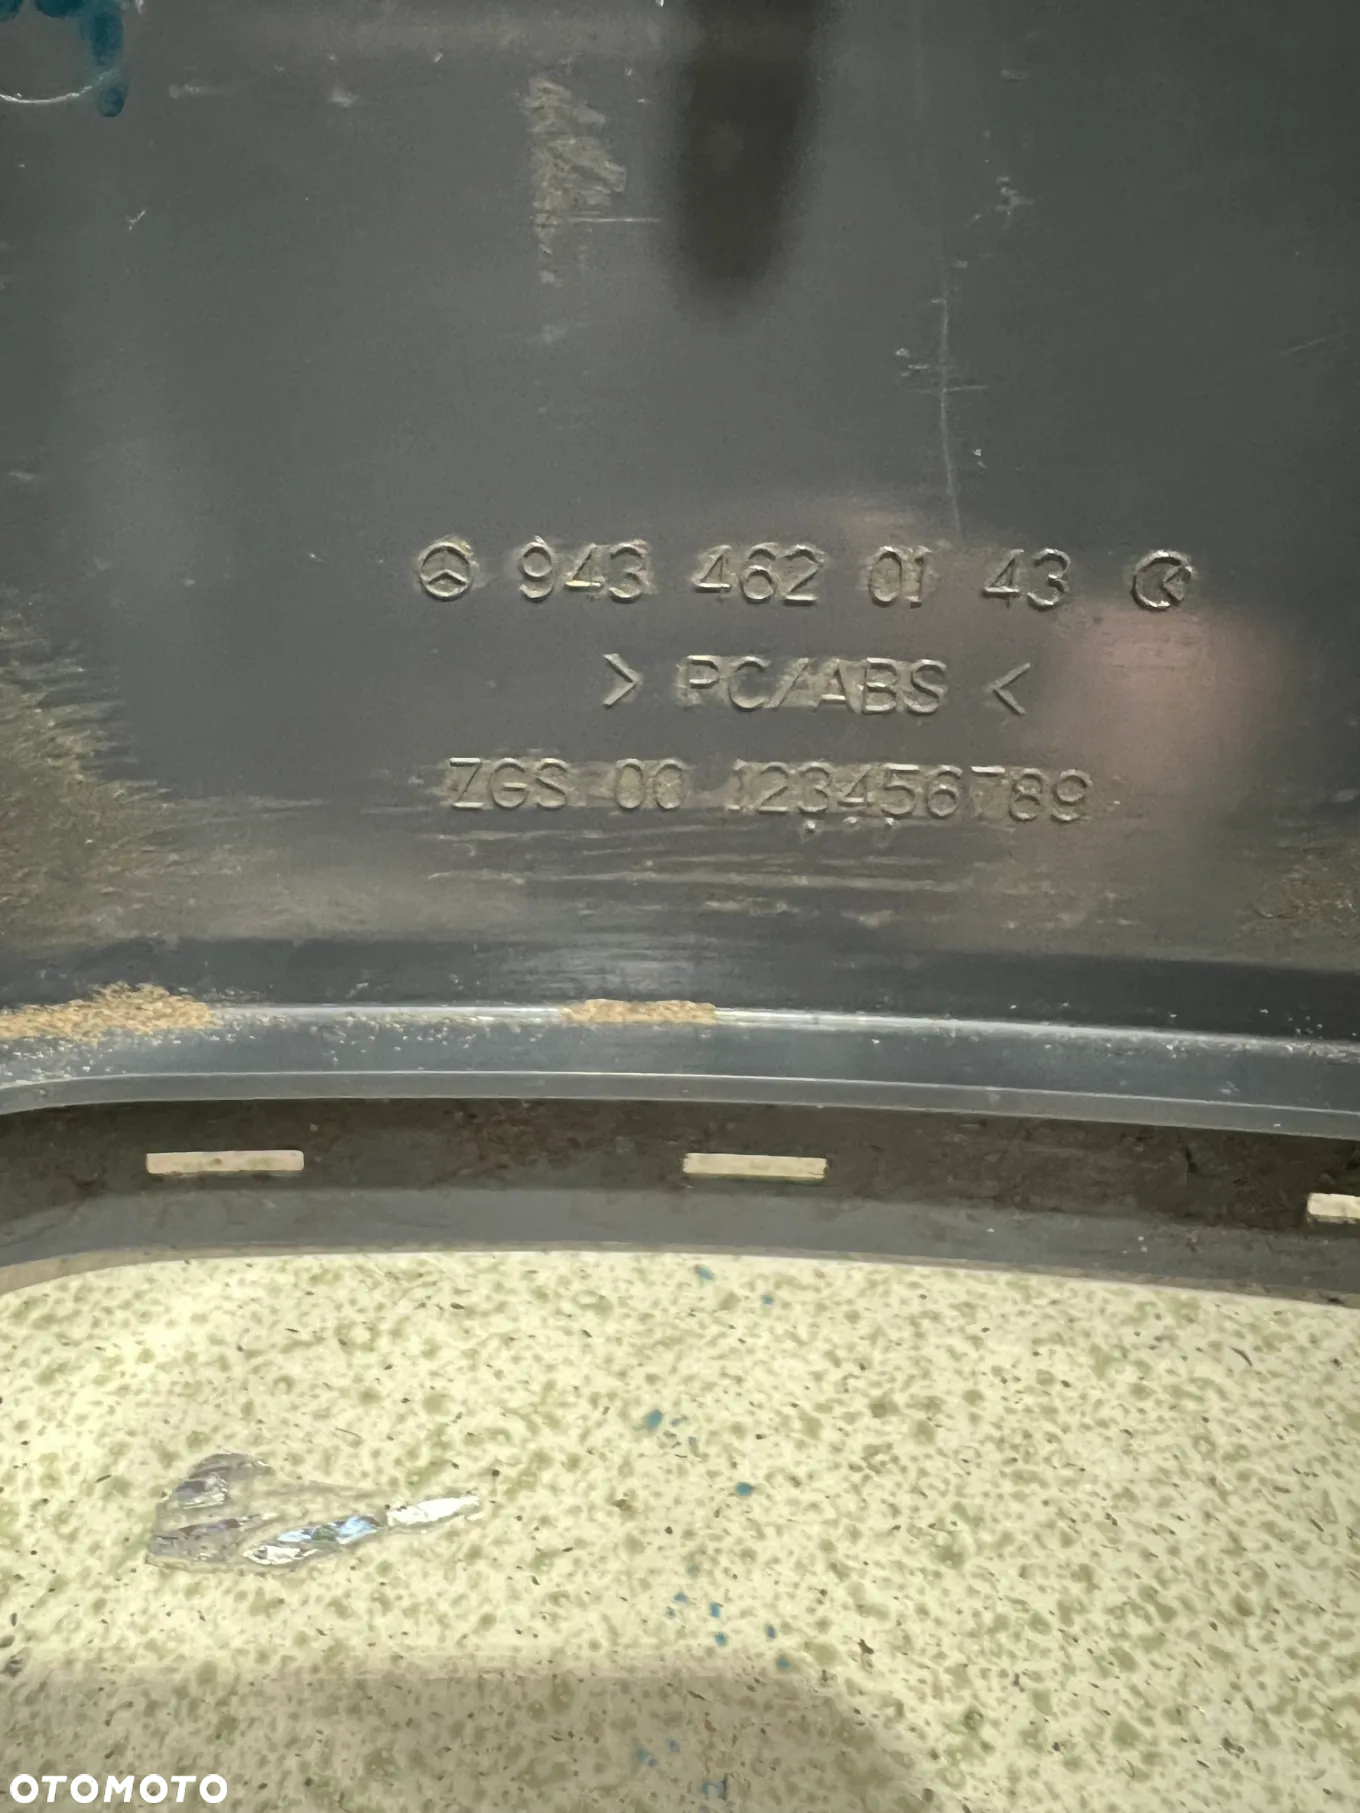 943 462 01 43
> PC/ABS <
ZGS 00 123456789
OTOMOTO